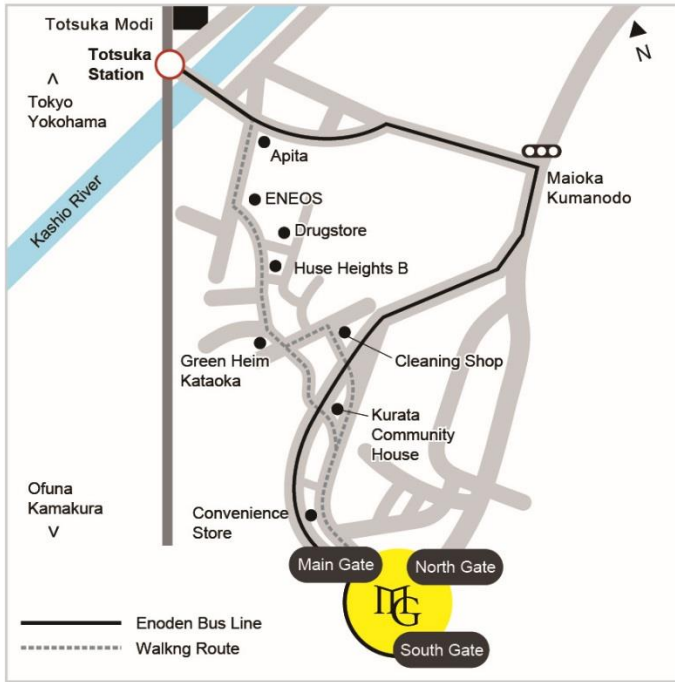 Totsuka Modi
Totsuka
Station
^
Tokyo
Yokohama
N
Kashio River
Apita
ENEOS
Drugstore
Huse Heights B
Maioka
Kumanodo
Green Heim
Kataoka
Cleaning Shop
Kurata
Community
House
Ofuna
Kamakura
v
Convenience
Store
Main Gate
North Gate
MG
South Gate
Enoden Bus Line
Walkng Route